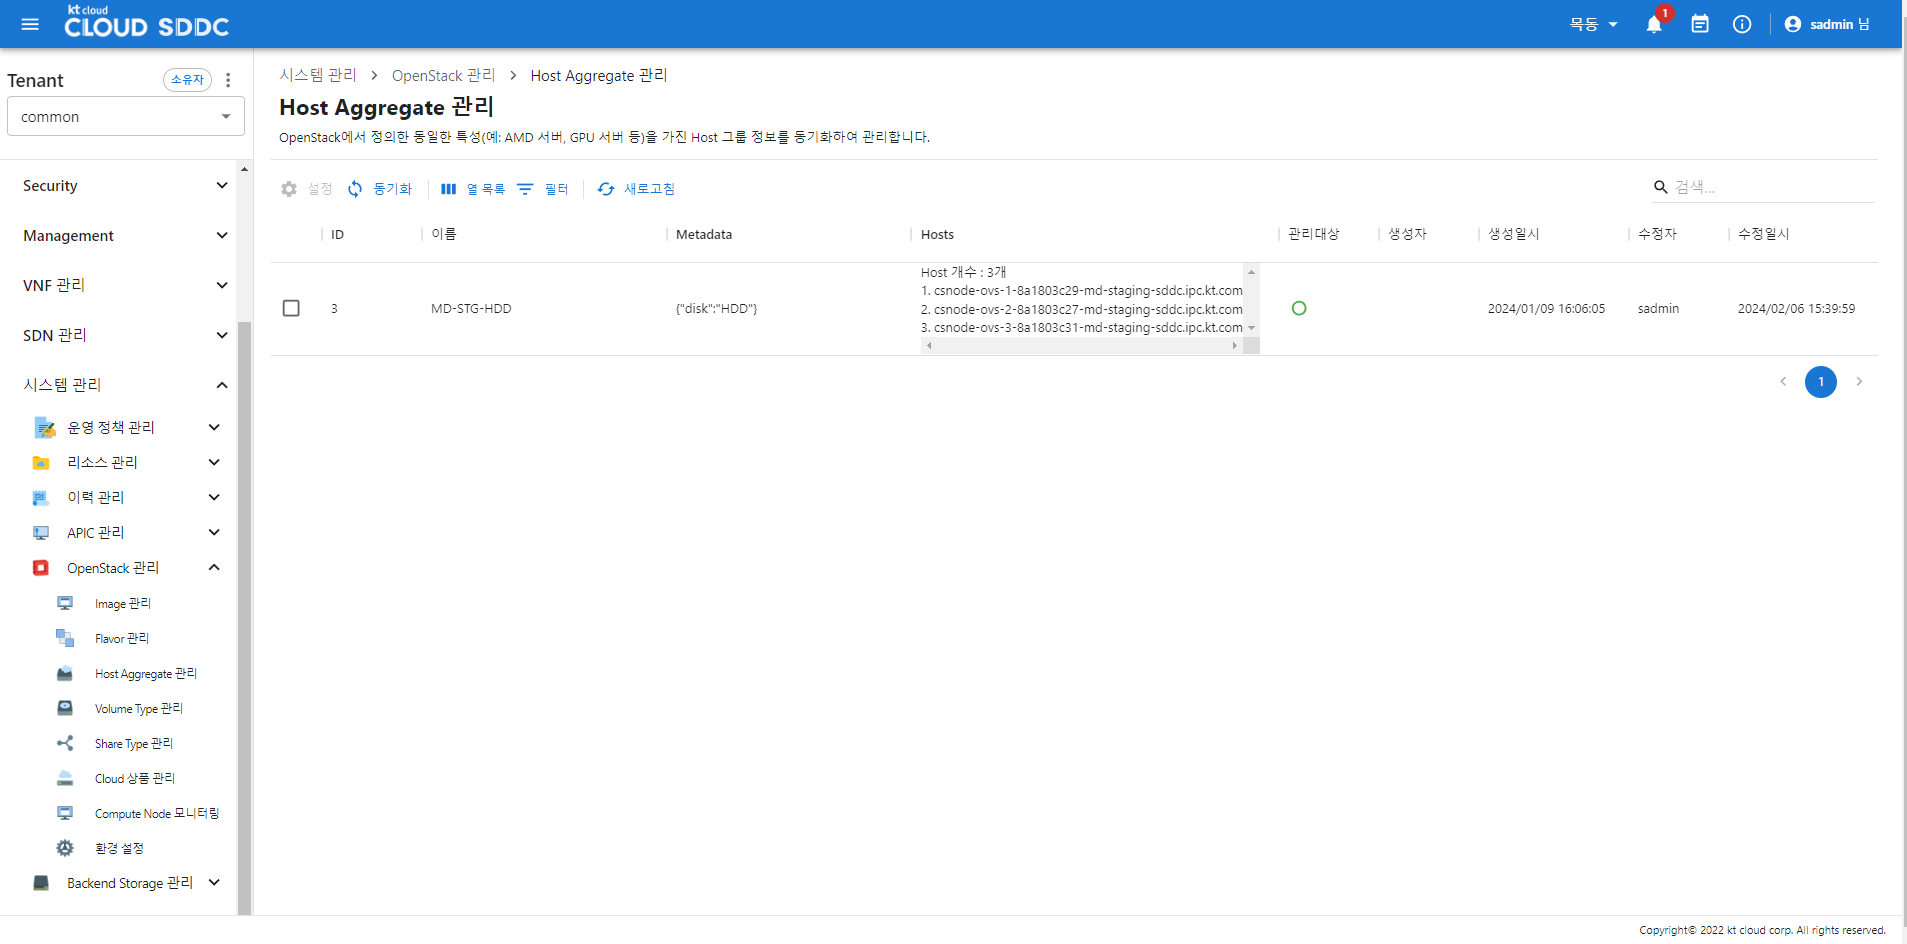 kt cloud
CLOUD SDDC
목동
1
sadmin 님
Tenant
소유자
common
Security
Management
VNF 관리
SDN 관리
시스템 관리
운영 정책 관리
리소스 관리
이력 관리
APIC 관리
OpenStack 관리
Image 관리
Flavor 관리
Host Aggregate 관리
Volume Type 관리
Share Type 관리
Cloud 상품 관리
Compute Node 모니터링
환경 설정
Backend Storage 관리
시스템 관리 > OpenStack 관리 > Host Aggregate 관리
Host Aggregate 관리
OpenStack에서 정의한 동일한 특성(예: AMD 서버, GPU 서버 등)을 가진 Host 그룹 정보를 동기화하여 관리합니다.
설정 동기화 열 목록 필터 새로고침
검색...
ID 이름 Metadata Hosts 관리대상 생성자 생성일시 수정자 수정일시
3 MD-STG-HDD {"disk":"HDD"}
Host 개수 : 3개
1. csnode-ovs-1-8a1803c29-md-staging-sddc.ipc.kt.com
2. csnode-ovs-2-8a1803c27-md-staging-sddc.ipc.kt.com
3. csnode-ovs-3-8a1803c31-md-staging-sddc.ipc.kt.com
2024/01/09 16:06:05 sadmin 2024/02/06 15:39:59
1
Copyright© 2022 kt cloud corp. All rights reserved.